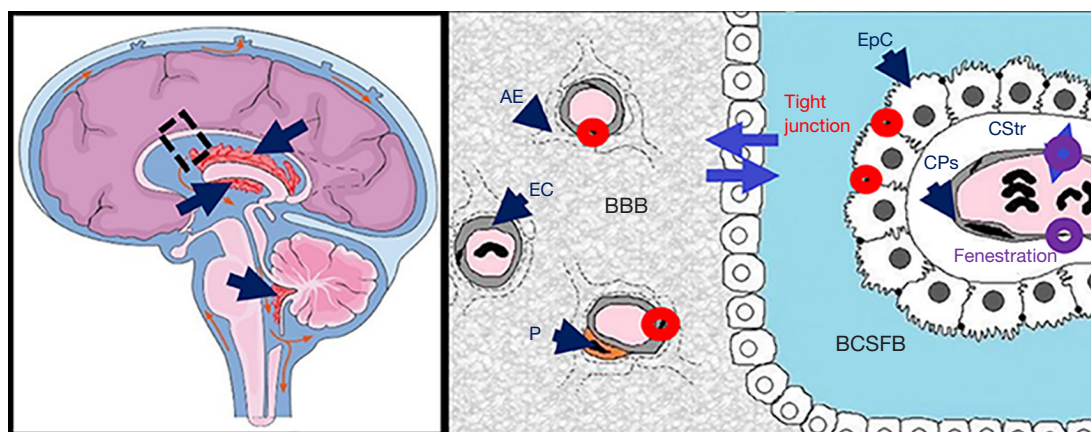 AE
EC
BBB
P
Tight
junction
EpC
CStr
CPs
Fenestration
BCSFB